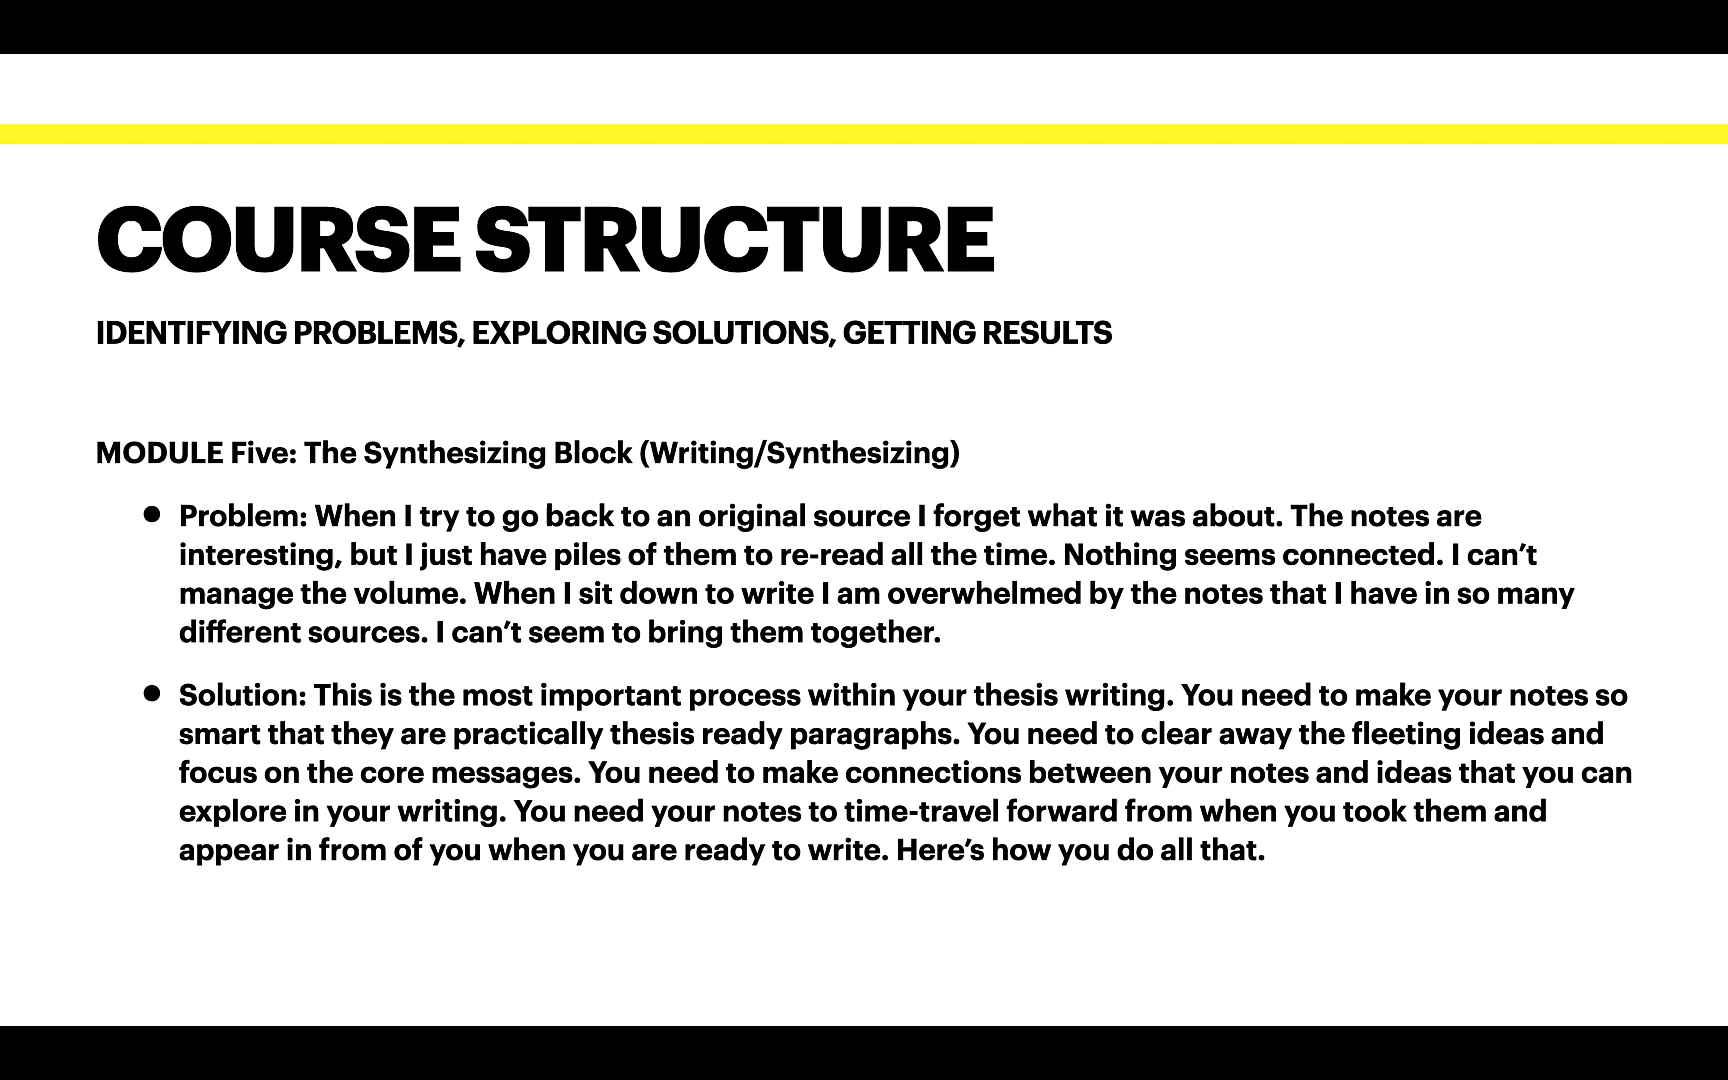 COURSE STRUCTURE
IDENTIFYING PROBLEMS, EXPLORING SOLUTIONS, GETTING RESULTS
MODULE Five: The Synthesizing Block (Writing/Synthesizing)
● Problem: When I try to go back to an original source I forget what it was about. The notes are
interesting, but I just have piles of them to re-read all the time. Nothing seems connected. I can’t
manage the volume. When I sit down to write I am overwhelmed by the notes that I have in so many
different sources. I can’t seem to bring them together.
● Solution: This is the most important process within your thesis writing. You need to make your notes so
smart that they are practically thesis ready paragraphs. You need to clear away the fleeting ideas and
focus on the core messages. You need to make connections between your notes and ideas that you can
explore in your writing. You need your notes to time-travel forward from when you took them and
appear in from of you when you are ready to write. Here’s how you do all that.